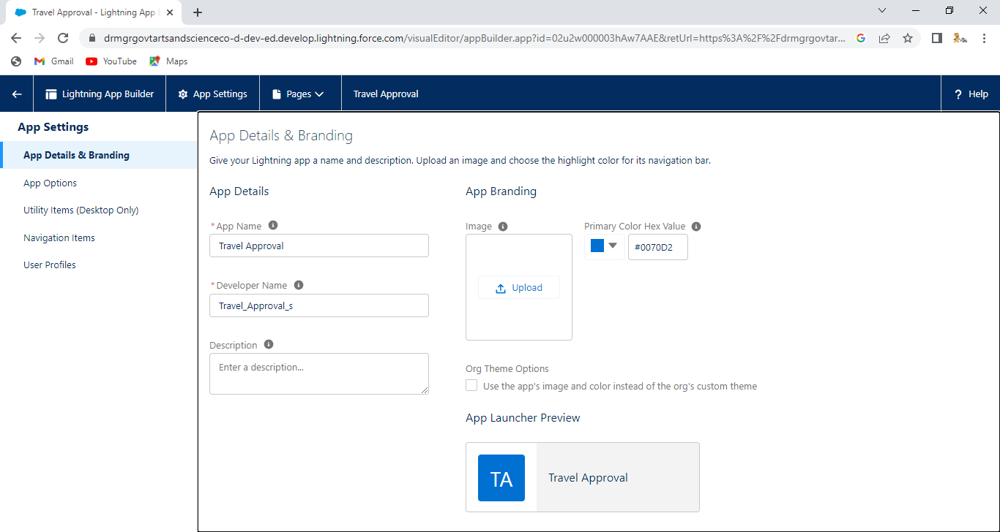 Travel Approval - Lightning App
drmgrgovtartsandscienceco-d-dev-ed.develop.lightning.force.com/visualEditor/appBuilder.app?id=02u2w000003hAw7AAE&retUrl=https%3A%2F%2Fdrmgrgovtar...
Gmail YouTube Maps
Lightning App Builder App Settings Pages Travel Approval ? Help
App Settings
App Details & Branding
App Options
Utility Items (Desktop Only)
Navigation Items
User Profiles
App Details & Branding
Give your Lightning app a name and description. Upload an image and choose the highlight color for its navigation bar.
App Details
*App Name
Travel Approval
*Developer Name
Travel_Approval_s
Description
Enter a description...
App Branding
Image
Upload
Primary Color Hex Value
#0070D2
Org Theme Options
Use the app's image and color instead of the org's custom theme
App Launcher Preview
TA
Travel Approval